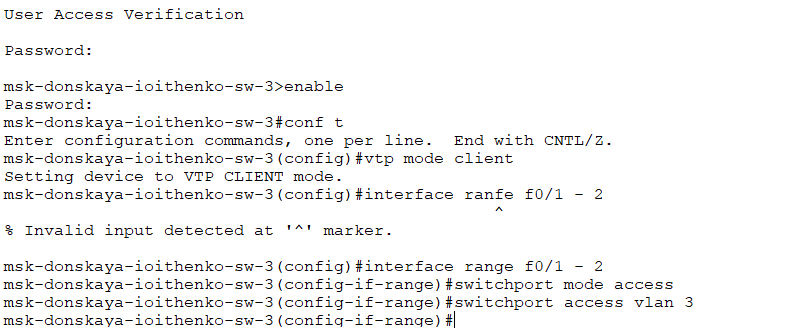 User Access Verification
Password:
msk-donskaya-ioithenko-sw-3>enable
Password:
msk-donskaya-ioithenko-sw-3#conf t
Enter configuration commands, one per line.  End with CNTL/Z.
msk-donskaya-ioithenko-sw-3(config)#vtp mode client
Setting device to VTP CLIENT mode.
msk-donskaya-ioithenko-sw-3(config)#interface ranfe f0/1 - 2
^
% Invalid input detected at '^' marker.
msk-donskaya-ioithenko-sw-3(config)#interface range f0/1 - 2
msk-donskaya-ioithenko-sw-3(config-if-range)#switchport mode access
msk-donskaya-ioithenko-sw-3(config-if-range)#switchport access vlan 3
msk-donskaya-ioithenko-sw-3(config-if-range)#